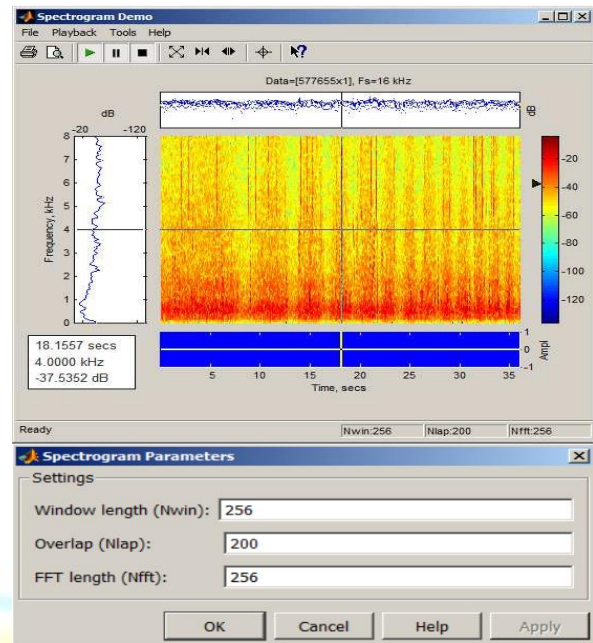 Spectrogram Demo
File Playback Tools Help
Data=[577655x1], Fs=16 kHz
dB
dB
-20 -120
8
7
6
5
4
3
2
1
0
Frequency, kHz
-20
-40
-60
-80
-100
-120
18.1557 secs
4.0000 kHz
-37.5352 dB
1
0
-1
Ampl
5 10 15 20 25 30 35
Time, secs
Ready Nwin:256 Nlap:200 Nfft:256
Spectrogram Parameters
Settings
Window length (Nwin): 256
Overlap (Nlap): 200
FFT length (Nfft): 256
OK Cancel Help Apply